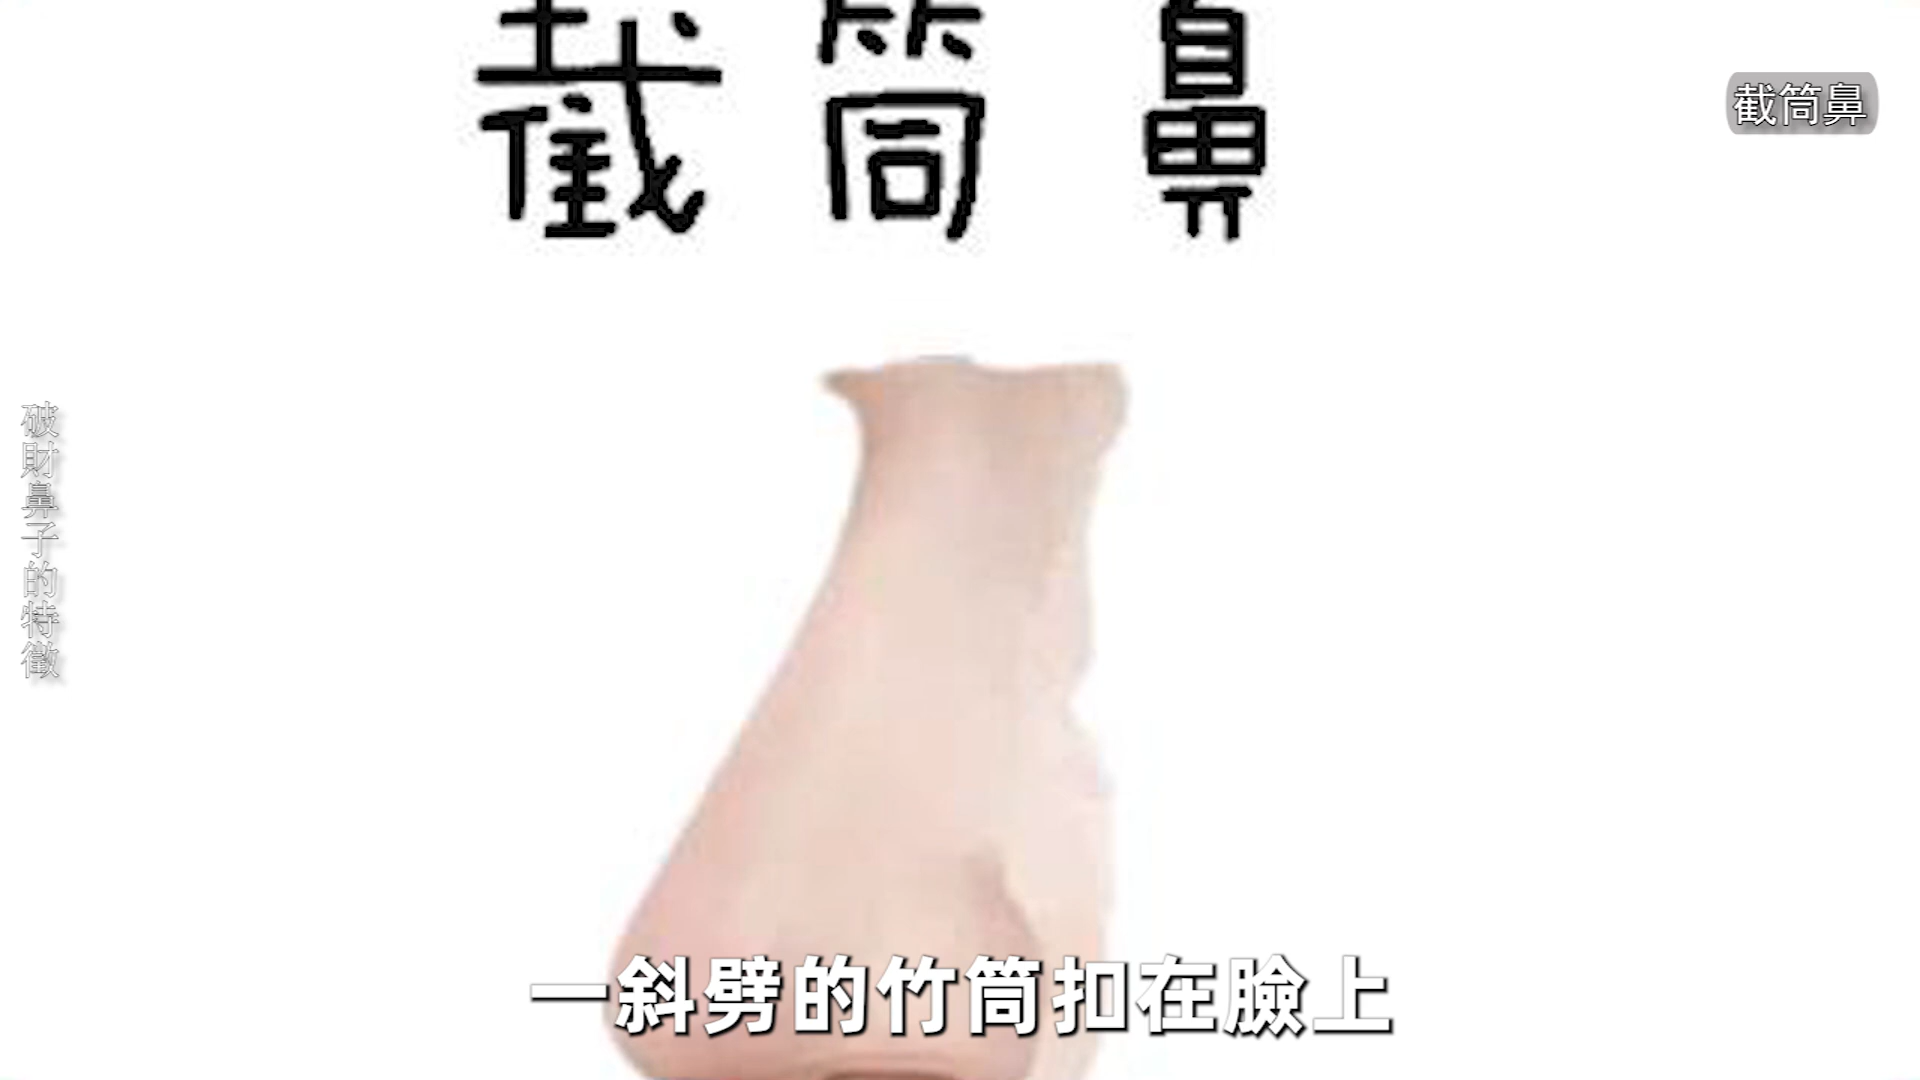 截筒鼻
截筒鼻
破財鼻子的特徵
一斜劈的竹筒扣在臉上